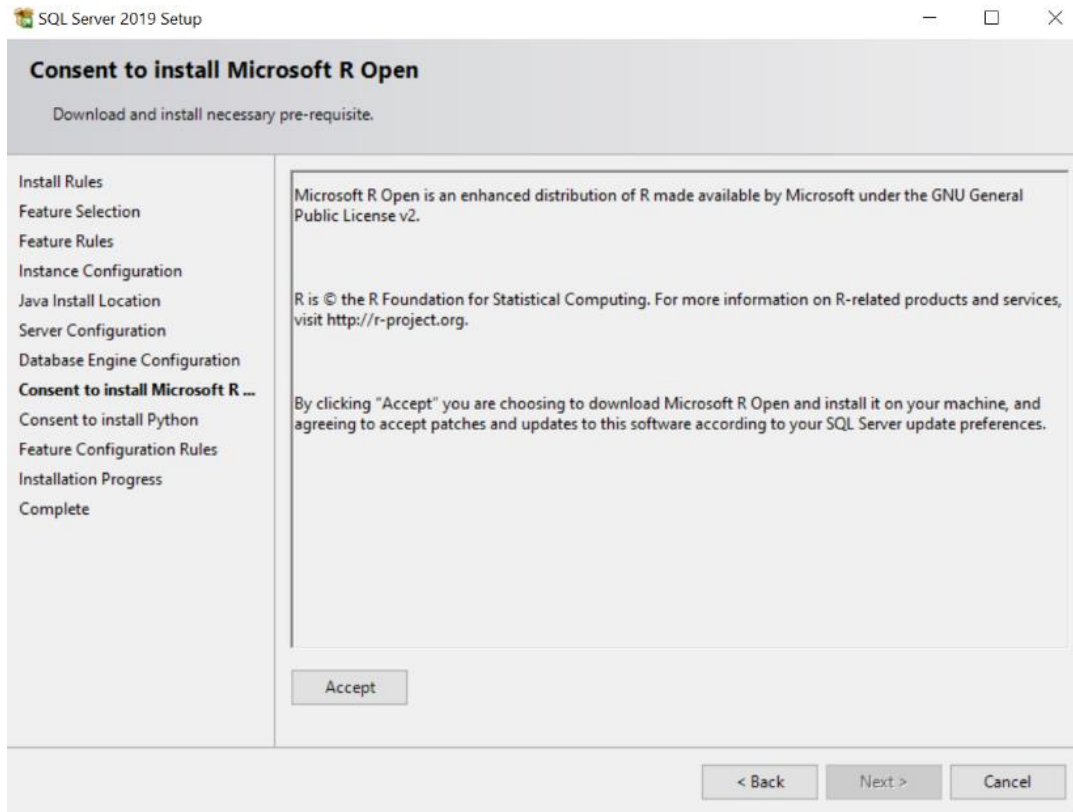 SQL Server 2019 Setup
Consent to install Microsoft R Open
Download and install necessary pre-requisite.
Install Rules
Feature Selection
Feature Rules
Instance Configuration
Java Install Location
Server Configuration
Database Engine Configuration
Consent to install Microsoft R ...
Consent to install Python
Feature Configuration Rules
Installation Progress
Complete
Microsoft R Open is an enhanced distribution of R made available by Microsoft under the GNU General
Public License v2.
R is © the R Foundation for Statistical Computing. For more information on R-related products and services,
visit http://r-project.org.
By clicking "Accept" you are choosing to download Microsoft R Open and install it on your machine, and
agreeing to accept patches and updates to this software according to your SQL Server update preferences.
Accept
< Back
Next >
Cancel